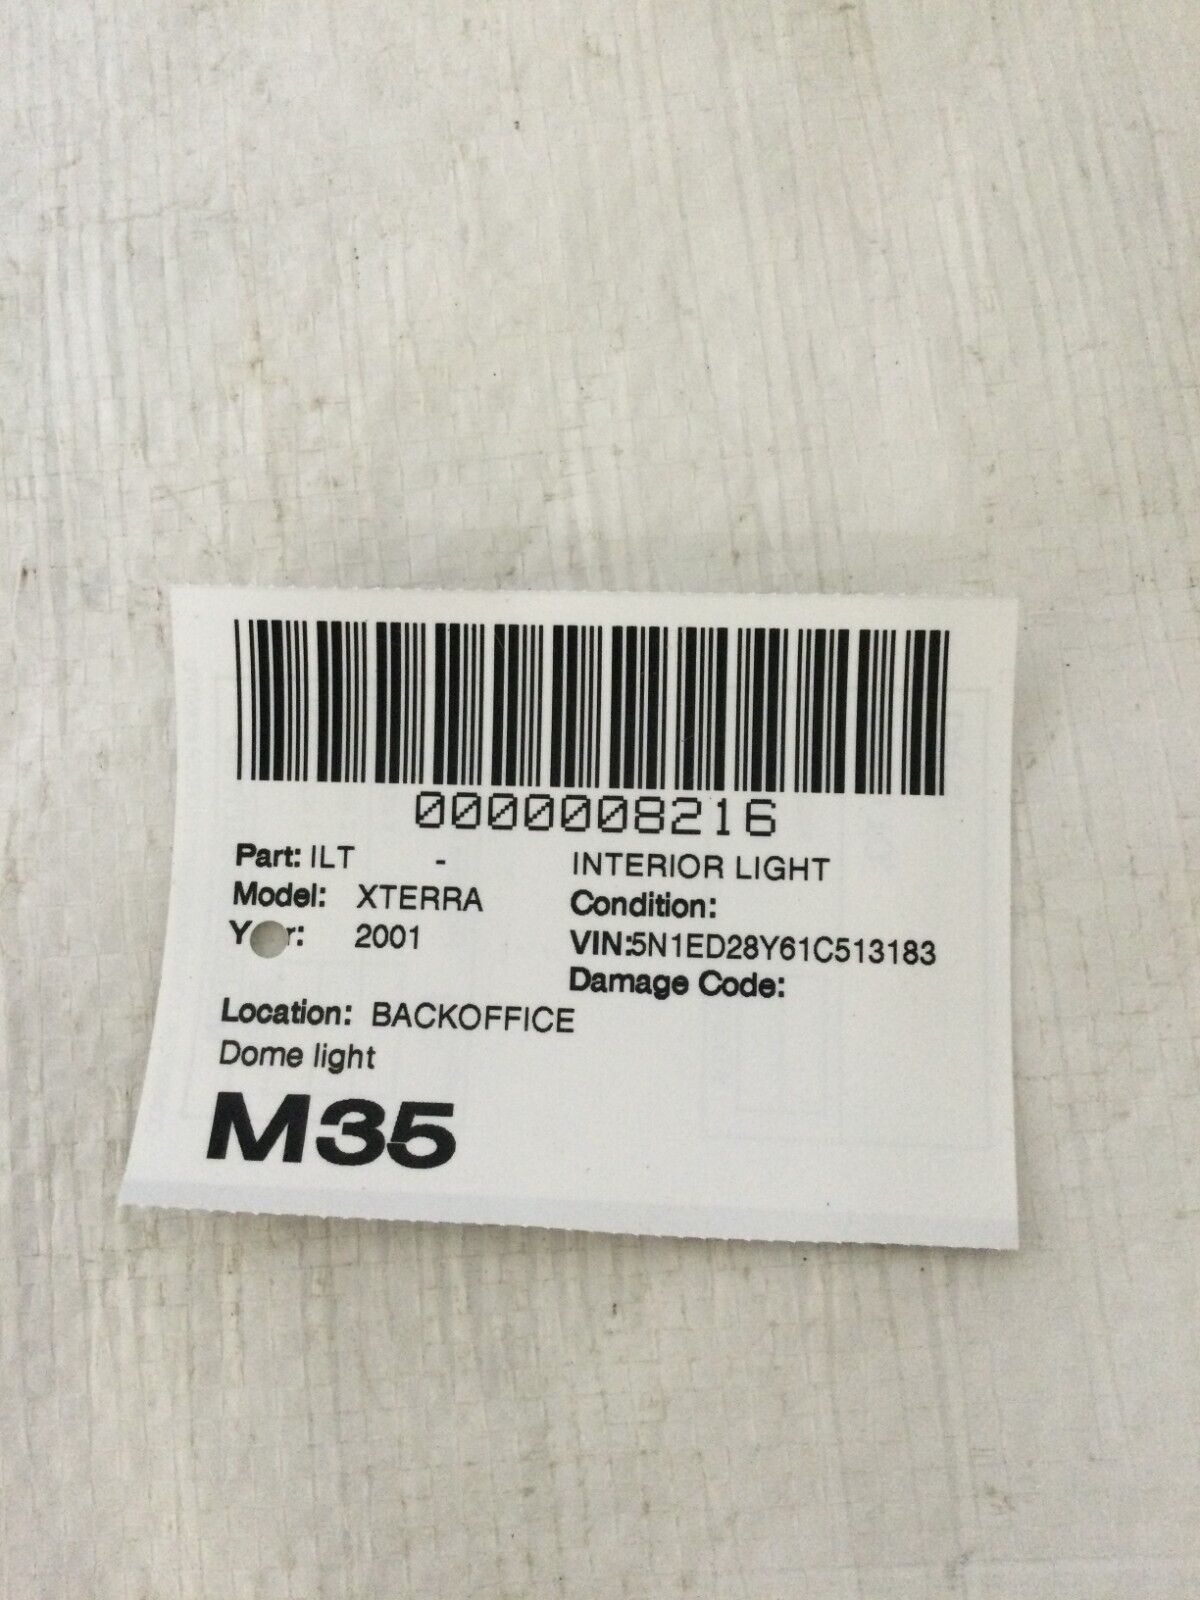 0000008216
Part: ILT - INTERIOR LIGHT
Model: XTERRA Condition:
Y r: 2001 VIN:5N1ED28Y61C513183
Damage Code:
Location: BACKOFFICE
Dome light
M35